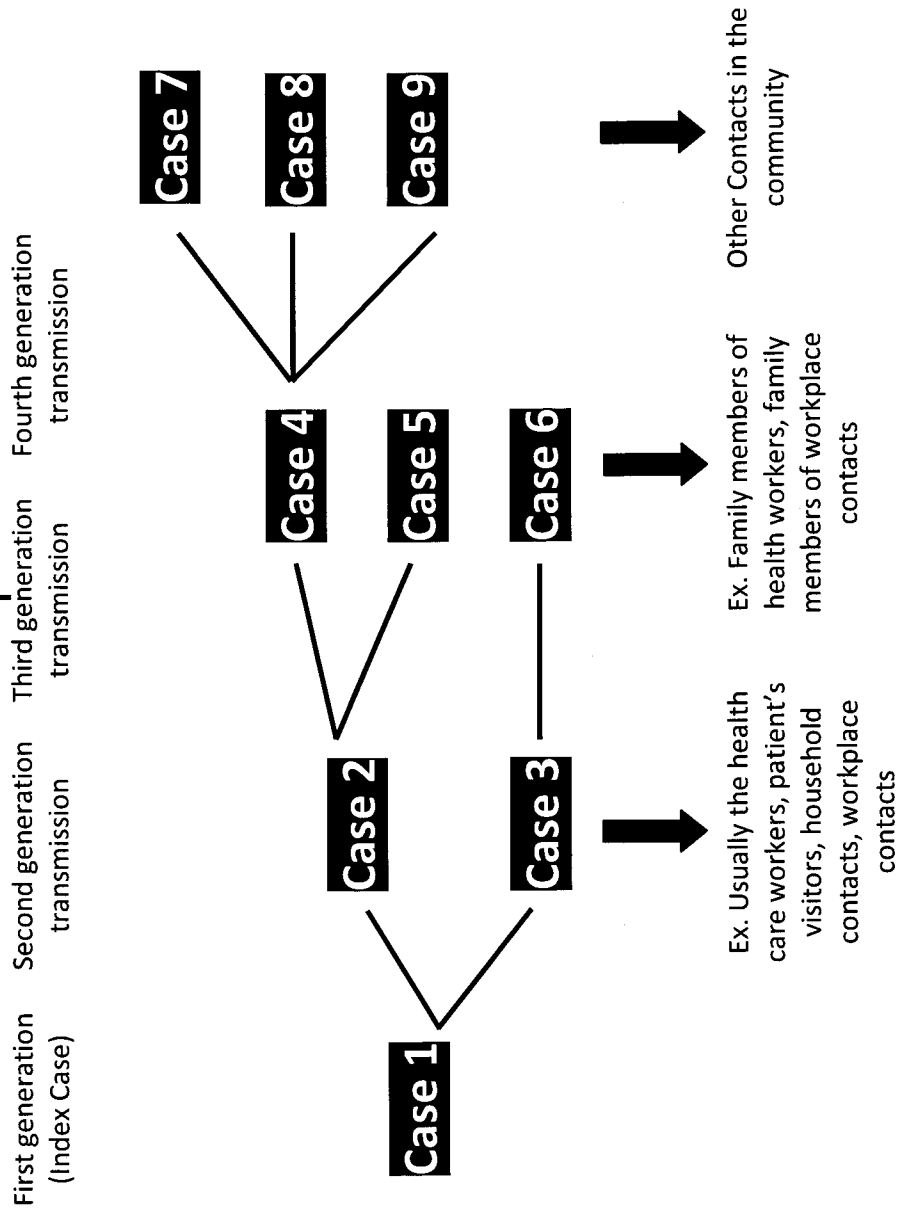 First generation
(Index Case)
Second generation
transmission
Third generation
transmission
Fourth generation
transmission
Case 1
Case 2
Case 3
Case 4
Case 5
Case 6
Case 7
Case 8
Case 9
Ex. Usually the health
care workers, patient's
visitors, household
contacts, workplace
contacts
Ex. Family members of
health workers, family
members of workplace
contacts
Other Contacts in the
community